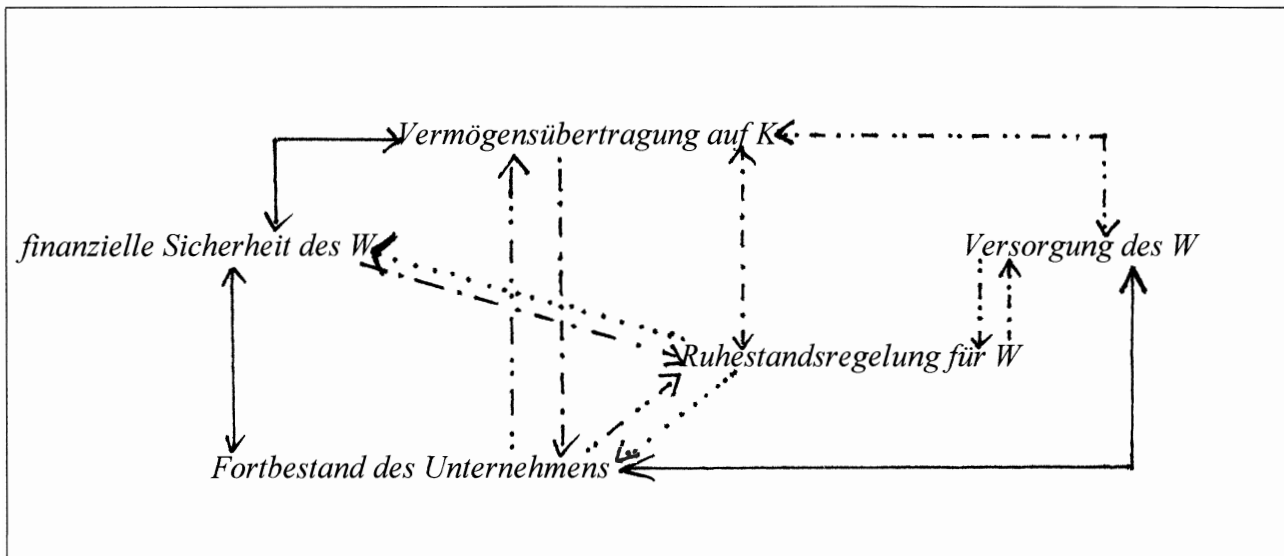 Vermögensübertragung auf K
finanzielle Sicherheit des W
Versorgung des W
Ruhestandsregelung für W
Fortbestand des Unternehmens